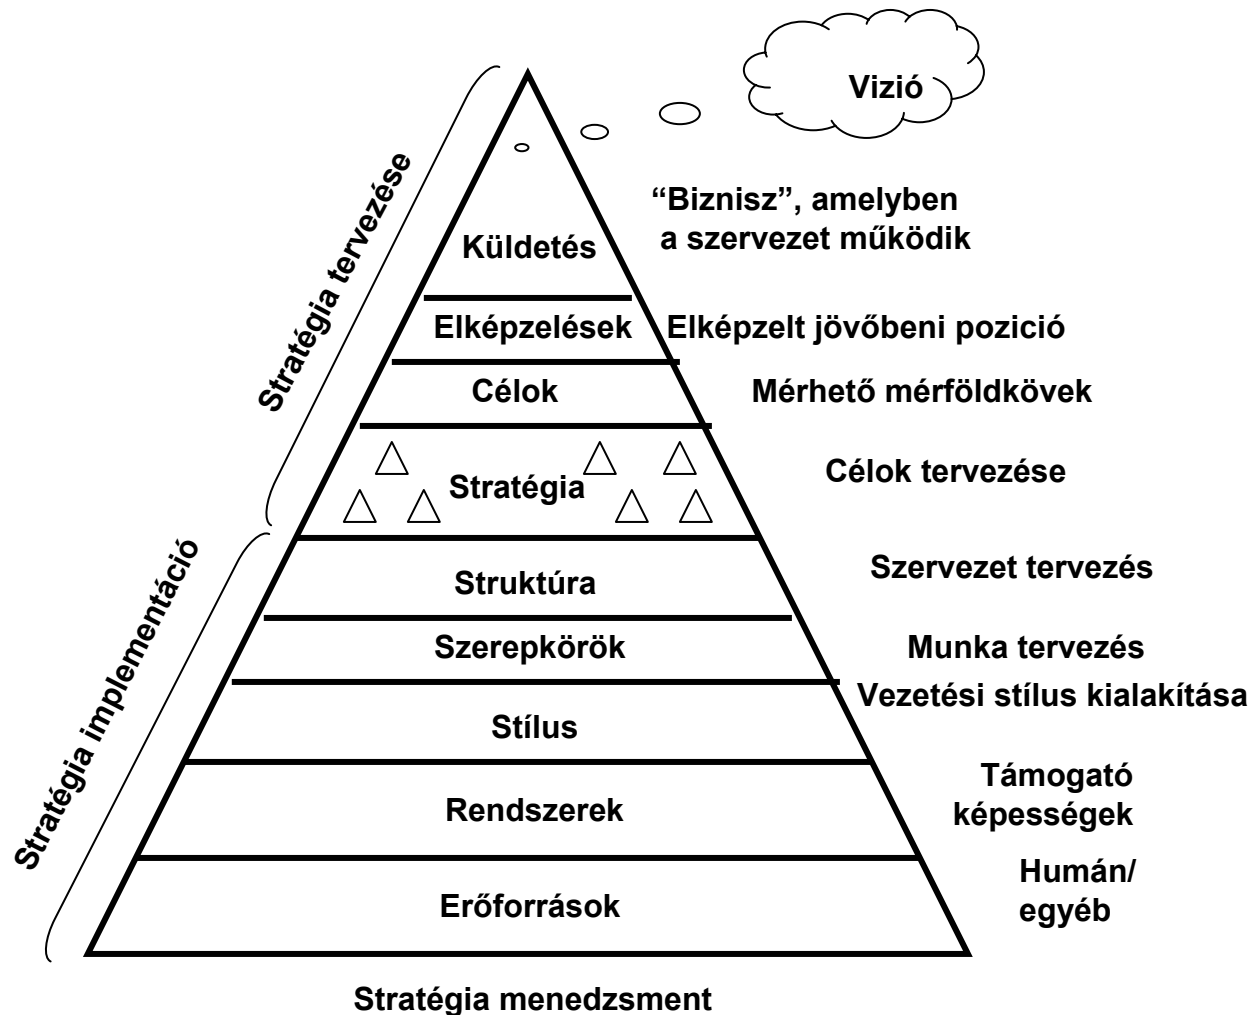 Vizió
“Biznisz”, amelyben
a szervezet működik
Küldetés
Elképzelések
Elképzelt jövőbeni pozició
Célok
Mérhető mérföldkövek
Stratégia
Célok tervezése
Struktúra
Szervezet tervezés
Szerepkörök
Munka tervezés
Stílus
Vezetési stílus kialakítása
Rendszerek
Támogató
képességek
Erőforrások
Humán/
egyéb
Stratégia tervezése
Stratégia implementáció
Stratégia menedzsment